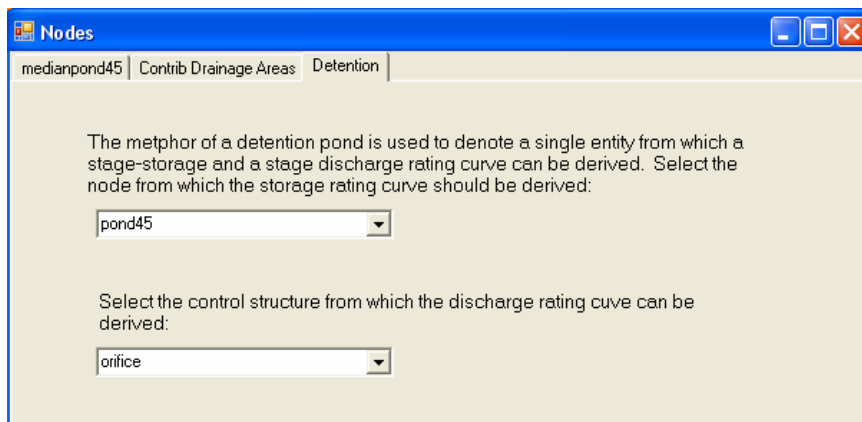 Nodes
medianpond45 Contrib Drainage Areas Detention
The metphor of a detention pond is used to denote a single entity from which a
stage-storage and a stage discharge rating curve can be derived. Select the
node from which the storage rating curve should be derived:
pond45
Select the control structure from which the discharge rating cuve can be
derived:
orifice